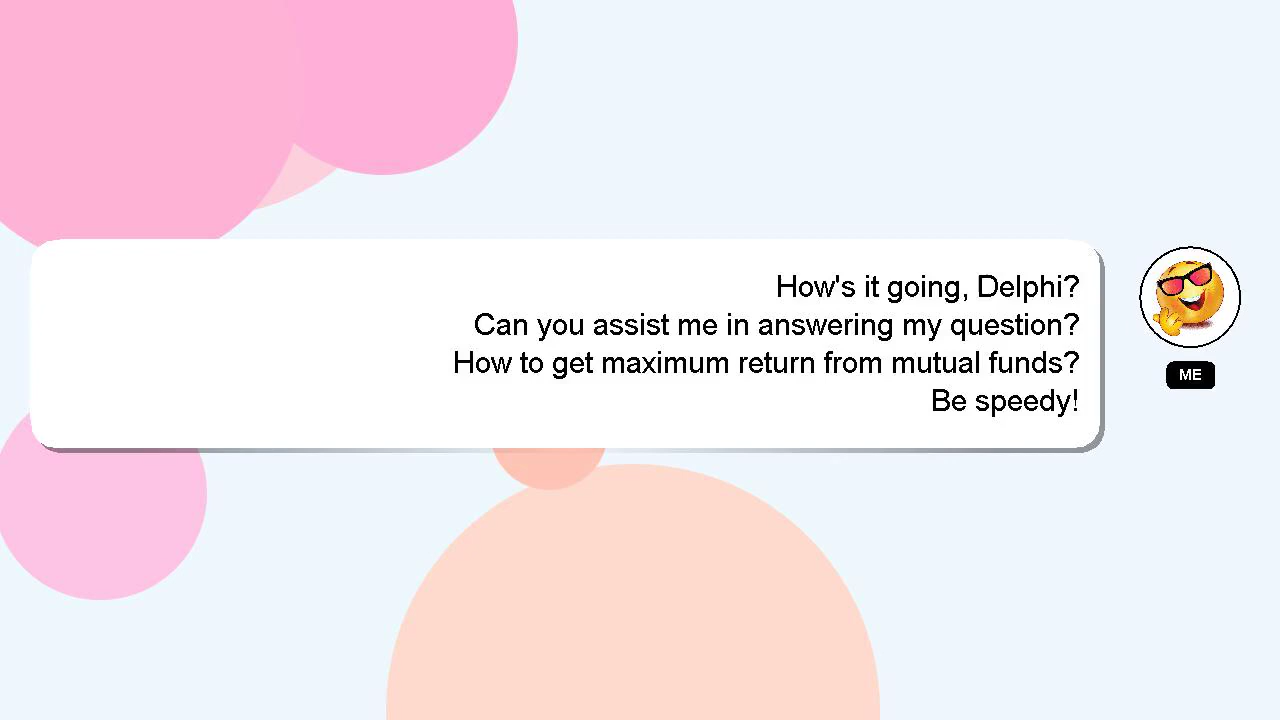 How's it going, Delphi?
Can you assist me in answering my question?
How to get maximum return from mutual funds?
Be speedy!
ME